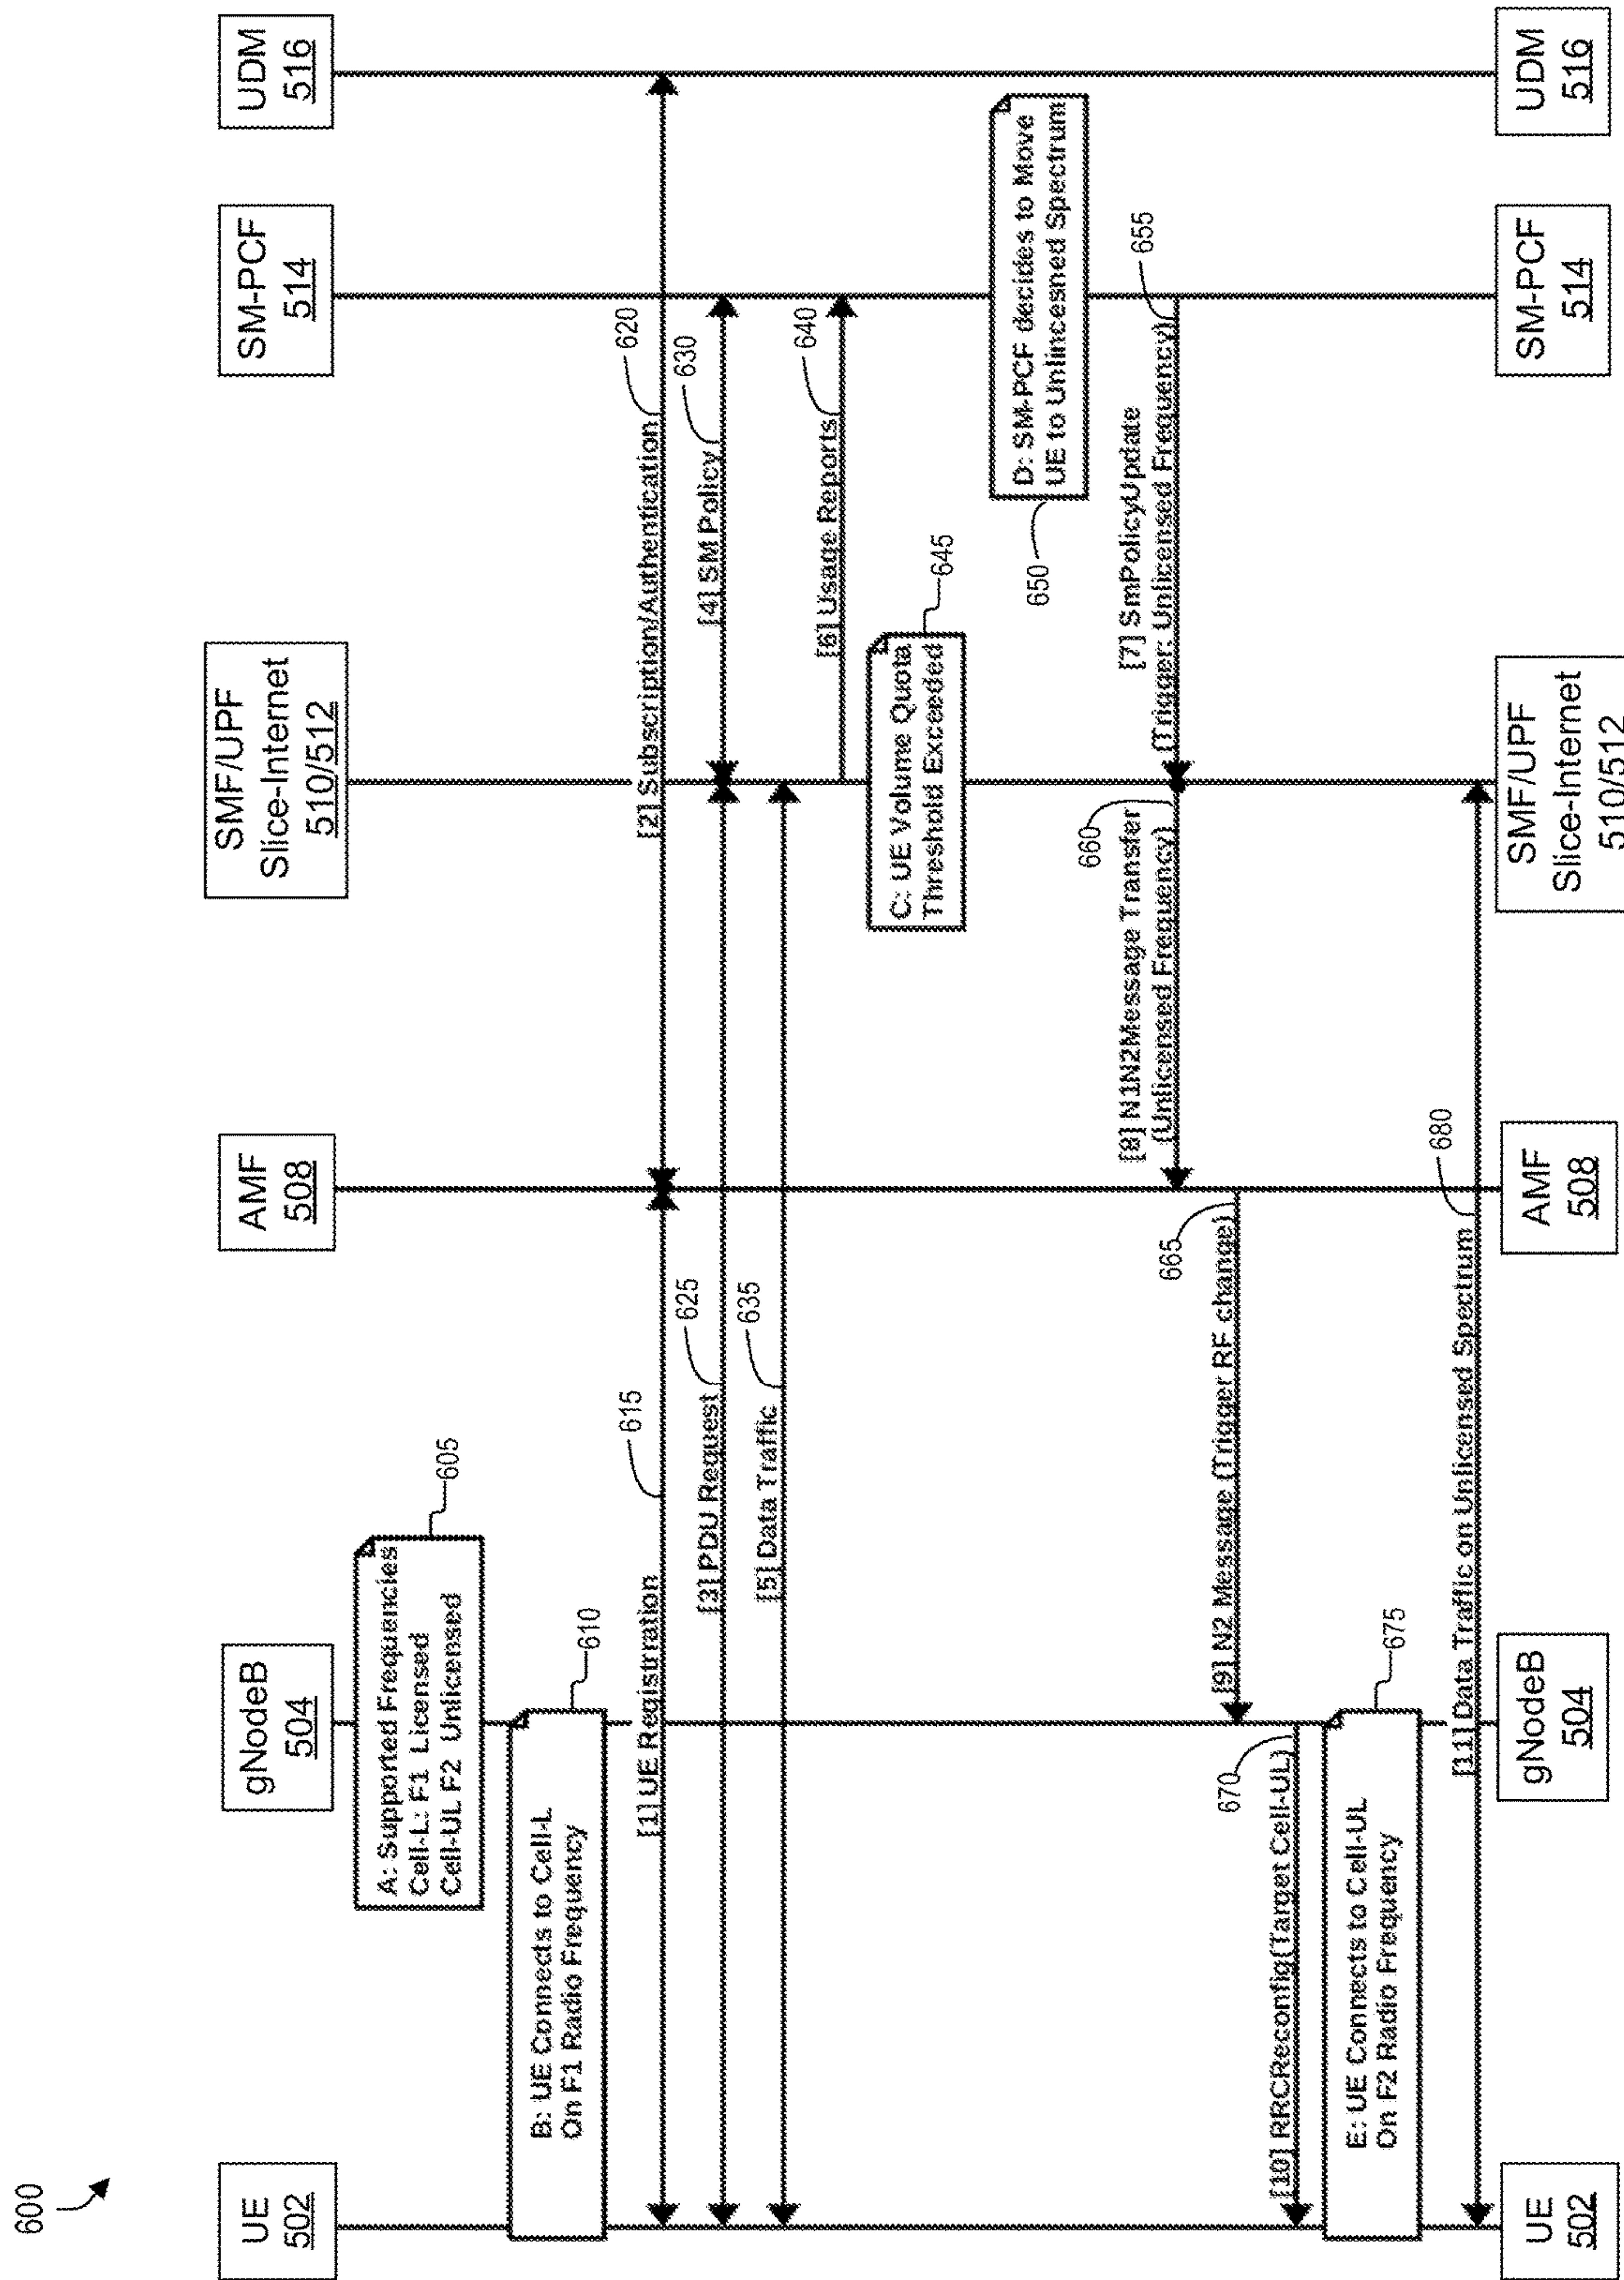 600
UE
502
gNodeB
504
AMF
508
SMF/UPF
Slice-Internet
510/512
SM-PCF
514
UDM
516
A: Supported Frequencies
Cell-L: F1 Licensed
Cell-UL F2 Unlicensed
605
B: UE Connects to Cell-L
On F1 Radio Frequency
610
[1] UE Registration
615
[2] Subscription/Authentication
620
[3] PDU Request
625
[4] SM Policy
630
[5] Data Traffic
635
[6] Usage Reports
640
C: UE Volume Quota
Threshold Exceeded
645
D: SM-PCF decides to Move
UE to Unlincesned Spectrum
650
[7] SmPolicyUpdate
(Trigger: Unlicensed Frequency)
655
[8] N1N2Message Transfer
(Unlicensed Frequency)
660
[9] N2 Message (Trigger RF change)
665
[10] RRCReconfig(Target Cell-UL)
670
E: UE Connects to Cell-UL
On F2 Radio Frequency
675
[11] Data Traffic on Unlicensed Spectrum
680
UE
502
gNodeB
504
AMF
508
SMF/UPF
Slice-Internet
510/512
SM-PCF
514
UDM
516